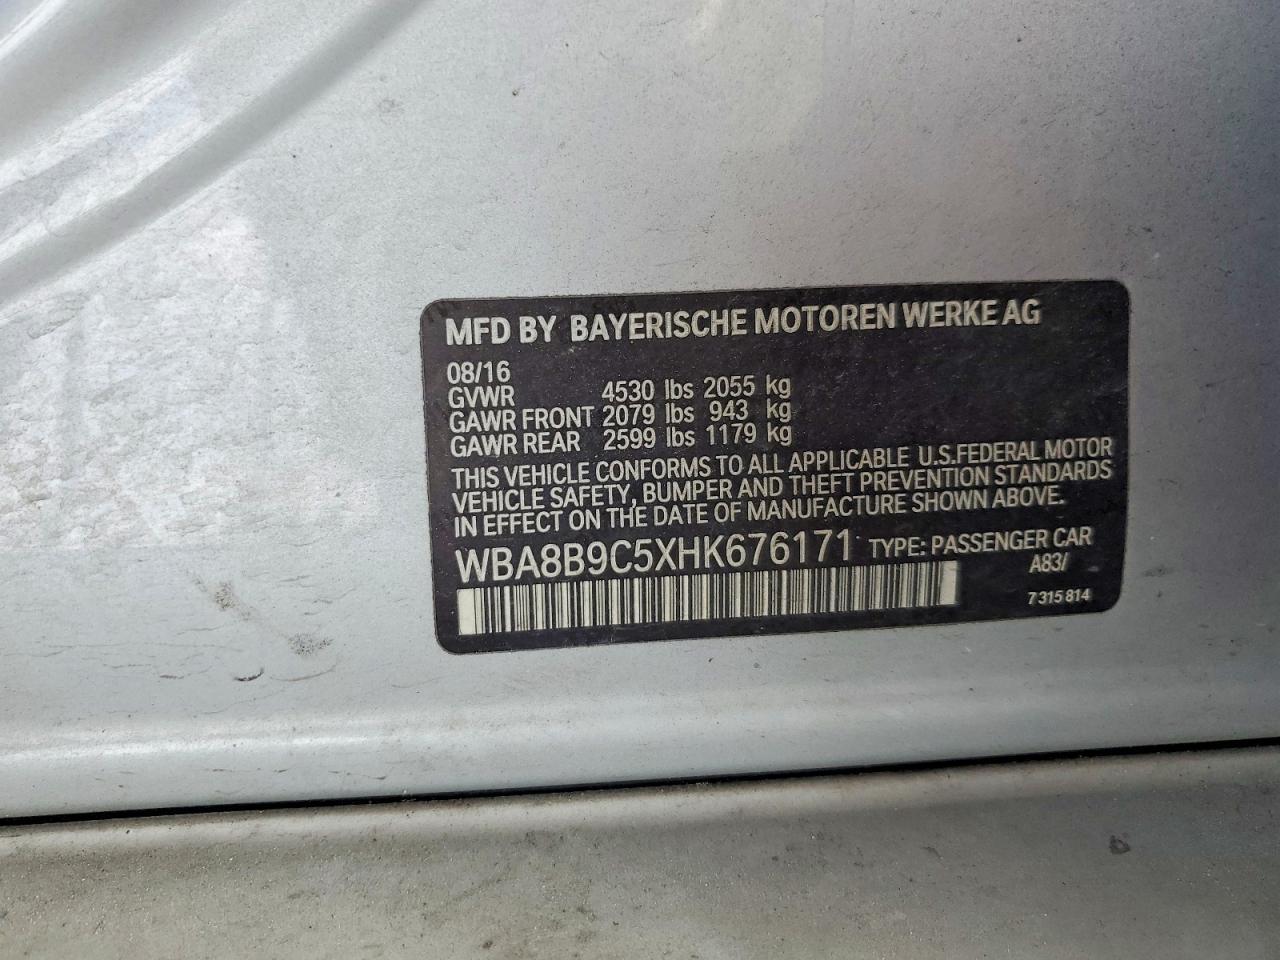 MFD BY BAYERISCHE MOTOREN WERKE AG
08/16
GVWR 4530 lbs 2055 kg
GAWR FRONT 2079 lbs 943 kg
GAWR REAR 2599 lbs 1179 kg
THIS VEHICLE CONFORMS TO ALL APPLICABLE U.S.FEDERAL MOTOR
VEHICLE SAFETY, BUMPER AND THEFT PREVENTION STANDARDS
IN EFFECT ON THE DATE OF MANUFACTURE SHOWN ABOVE.
WBA8B9C5XHK676171 TYPE: PASSENGER CAR
A83/
7 315 814